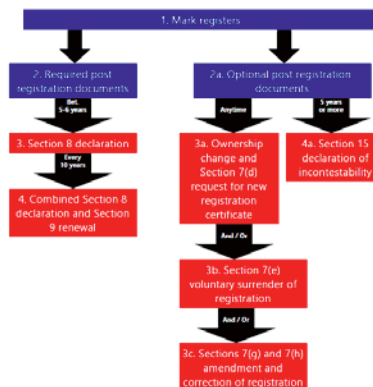 1. Mark registers
2. Required post
registration documents
2a. Optional post registration
documents
Bet.
5-6 years
Anytime
5 years
or more
3. Section 8 declaration
3a. Ownership
change and
Section 7(d)
request for new
registration
certificate
4a. Section 15
declaration of
incontestability
Every
10 years
4. Combined Section 8
declaration and Section
9 renewal
And / Or
3b. Section 7(e)
voluntary surrender of
registration
And / Or
3c. Sections 7(g) and 7(h)
amendment and
correction of registration